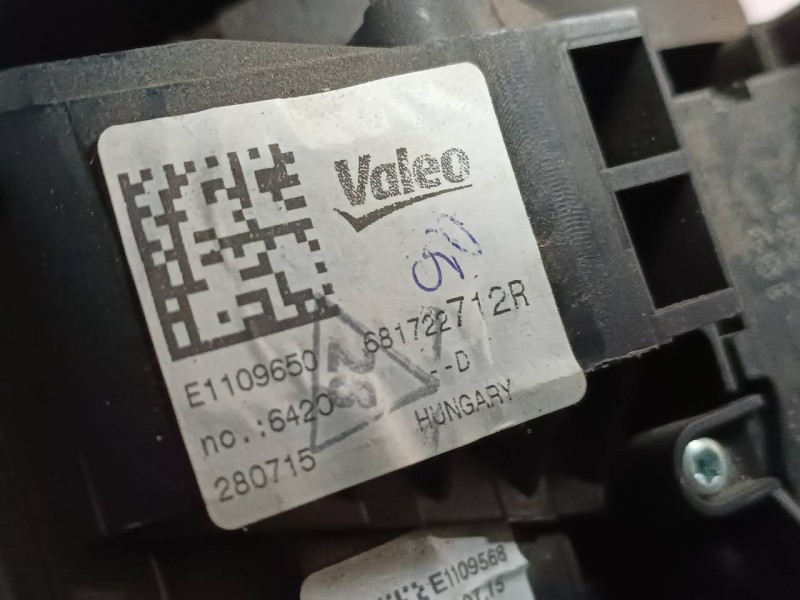 Valeo
681722712R
E1109650
--D
no.:6420
HUNGARY
280715
E1109568